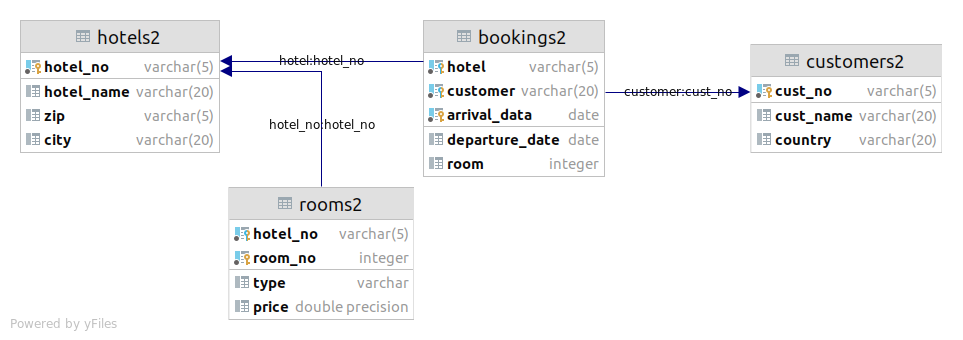 hotels2
hotel_no varchar(5)
hotel_name varchar(20)
zip varchar(5)
city varchar(20)
hotel:hotel_no
hotel_no:hotel_no
bookings2
hotel varchar(5)
customer varchar(20)
arrival_data date
departure_date date
room integer
customer:cust_no
customers2
cust_no varchar(5)
cust_name varchar(20)
country varchar(20)
rooms2
hotel_no varchar(5)
room_no integer
type varchar
price double precision
Powered by yFiles